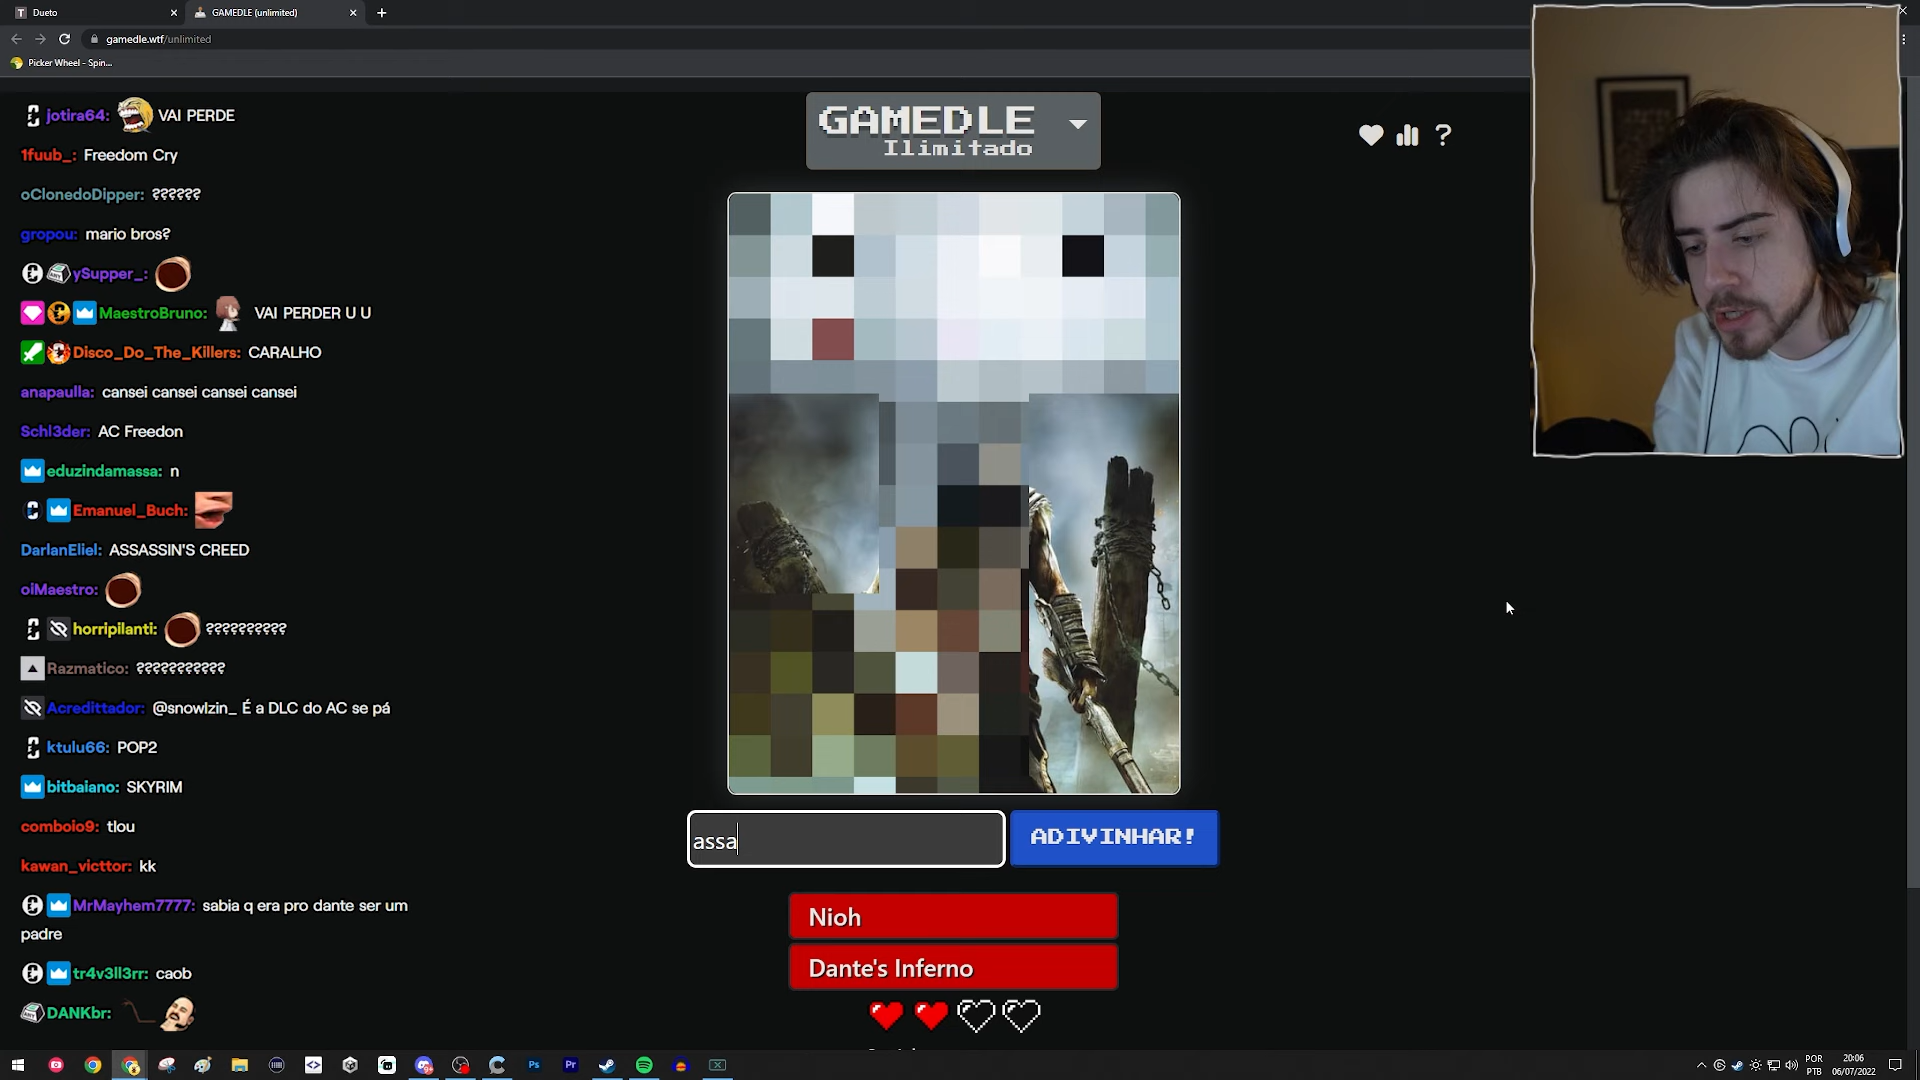 Dueto
GAMEDLE (unlimited)
gamedle.wtf/unlimited
Picker Wheel - Spin...
jotira64: VAI PERDE
1fuub_: Freedom Cry
oClonedoDipper: ??????
gropou: mario bros?
ySupper_:
MaestroBruno: VAI PERDER U U
Disco_Do_The_Killers: CARALHO
anapaulla: cansei cansei cansei cansei
Schl3der: AC Freedon
eduzindamassa: n
Emanuel_Buch:
DarlanEliel: ASSASSIN'S CREED
oiMaestro:
horripilanti: ??????????
Razmatico: ???????????
Acredittador: @snowlzin_ É a DLC do AC se pá
ktulu66: POP2
bitbaiano: SKYRIM
comboio9: tlou
kawan_victtor: kk
MrMayhem7777: sabia q era pro dante ser um
padre
tr4v3ll3rr: caob
DANKbr:
GAMEDLE
Ilimitado
?
assa
ADIVINHAR!
Nioh
Dante's Inferno
Ps
Pr
POR
PTB
20:06
06/07/2022